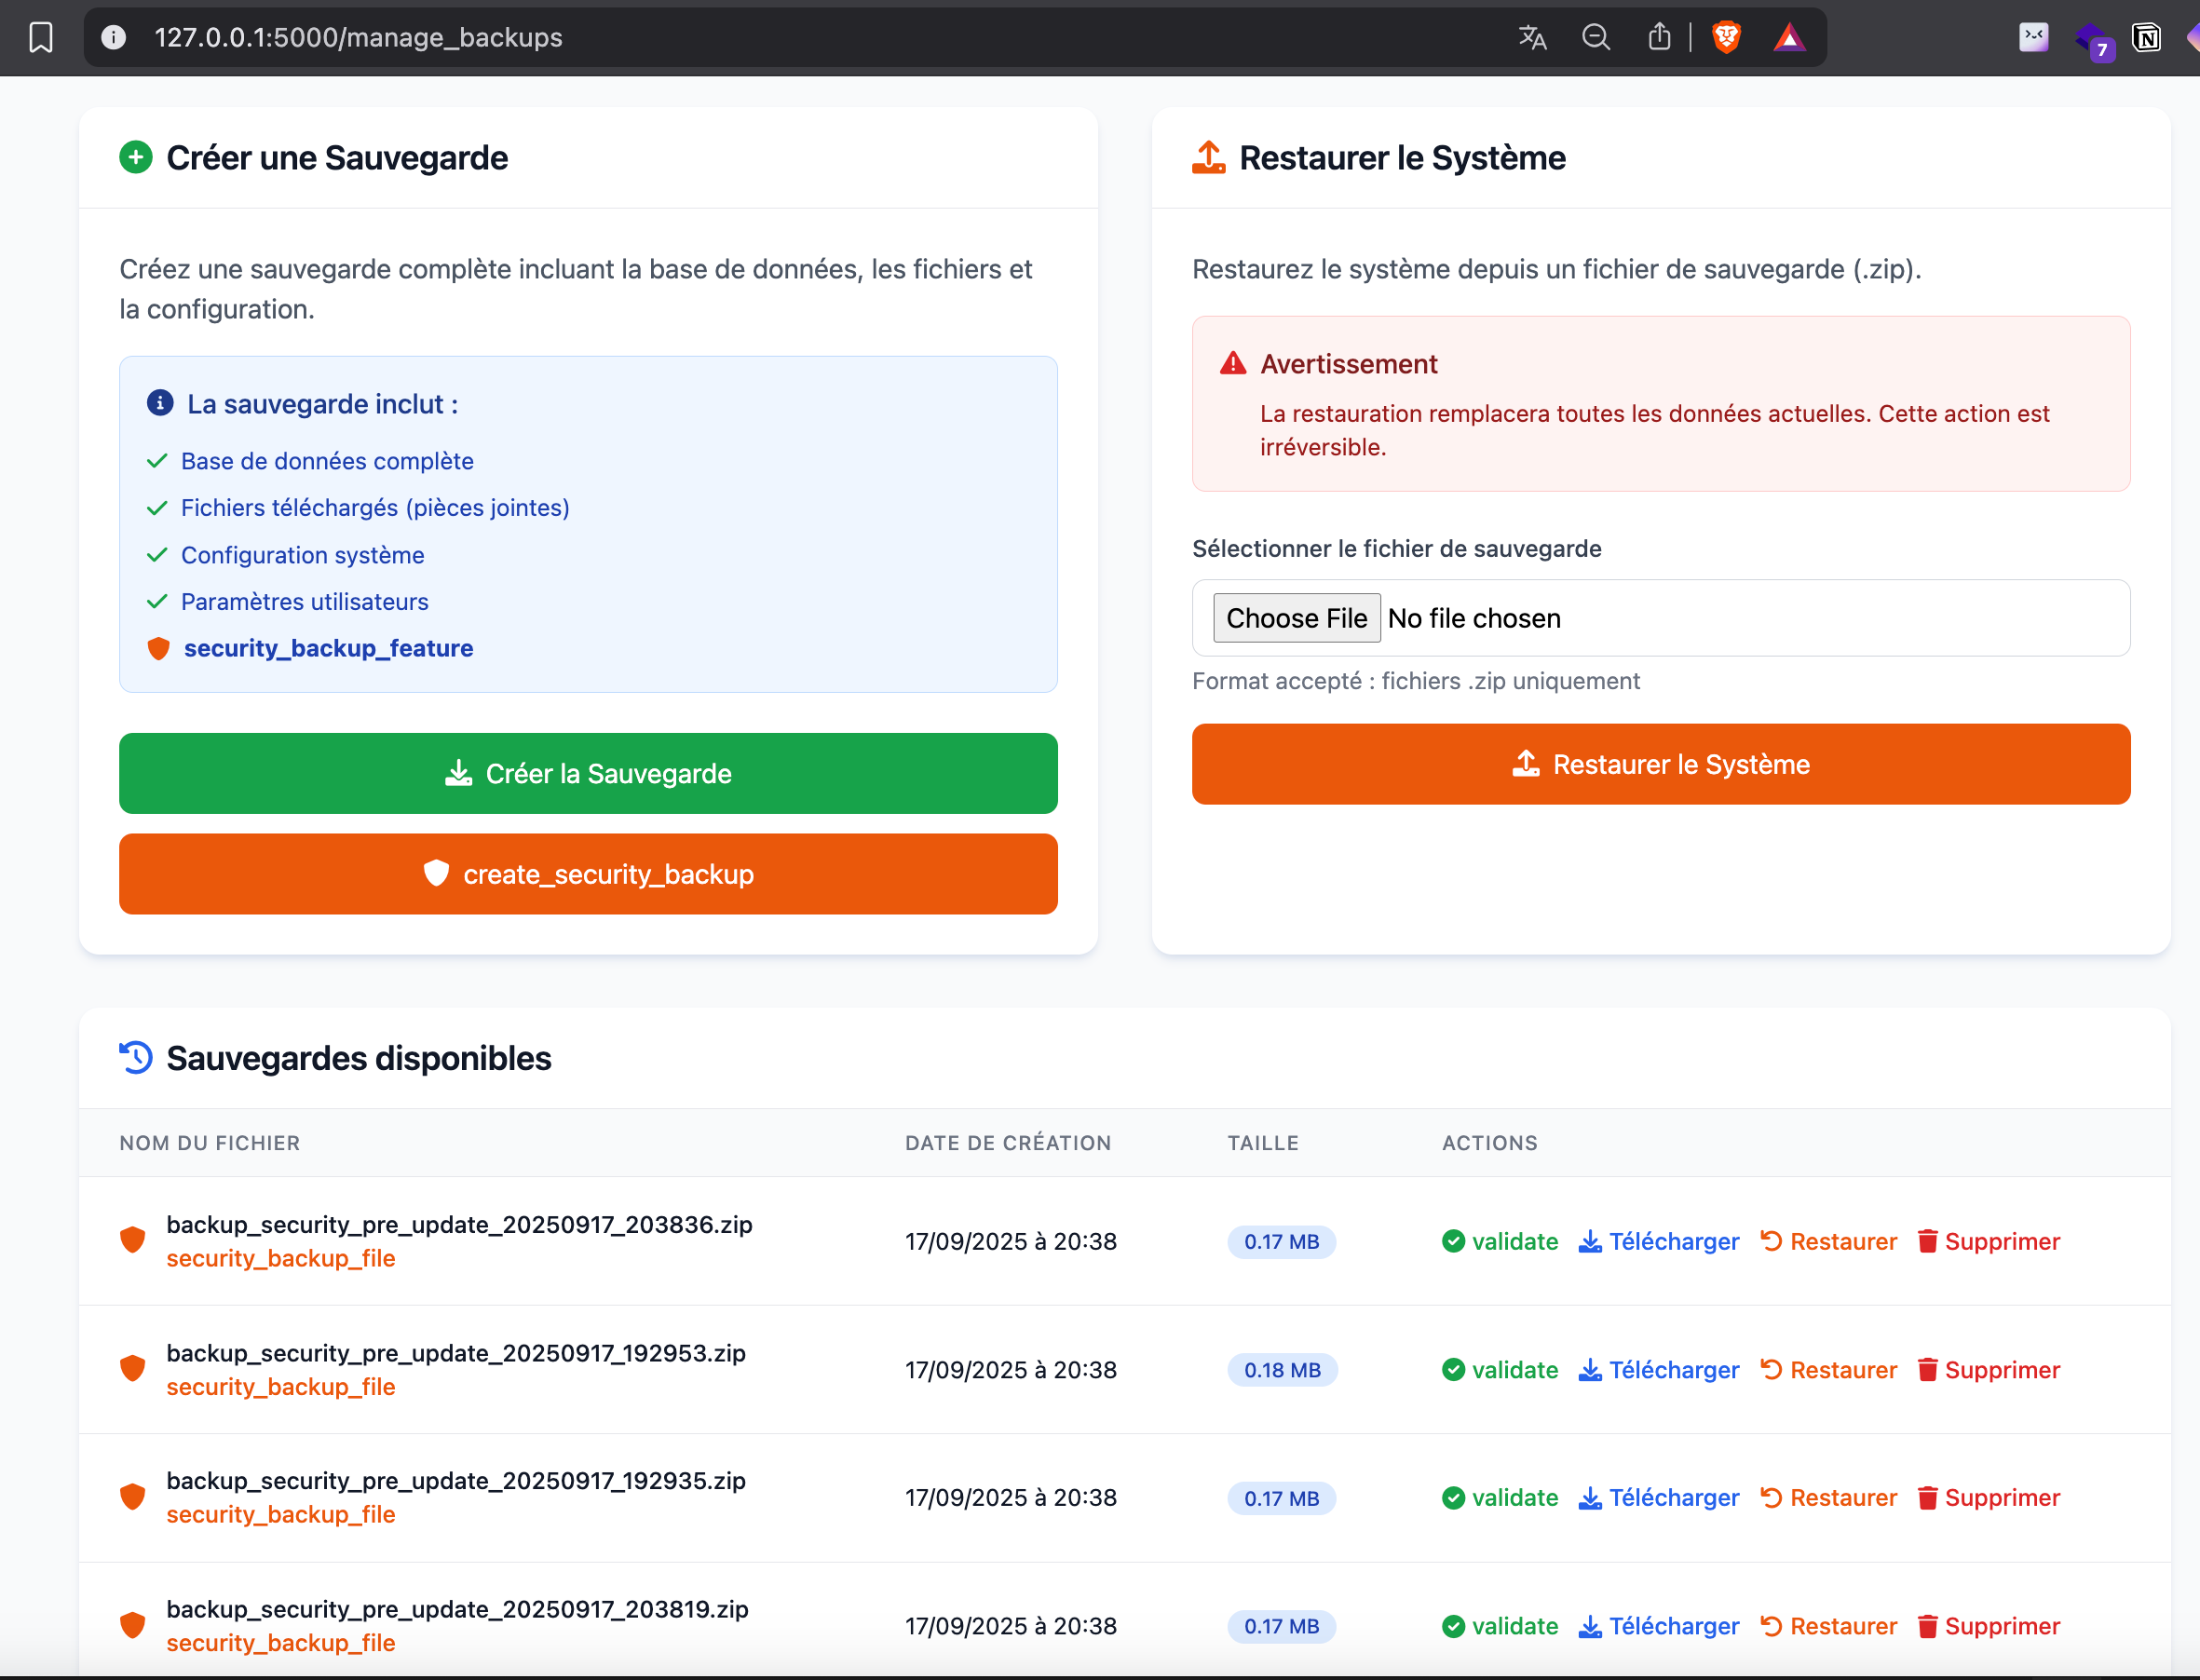 127.0.0.1:5000/manage_backups
7
Créer une Sauvegarde
Créez une sauvegarde complète incluant la base de données, les fichiers et
la configuration.
La sauvegarde inclut :
Base de données complète
Fichiers téléchargés (pièces jointes)
Configuration système
Paramètres utilisateurs
security_backup_feature
Créer la Sauvegarde
create_security_backup
Restaurer le Système
Restaurez le système depuis un fichier de sauvegarde (.zip).
Avertissement
La restauration remplacera toutes les données actuelles. Cette action est
irréversible.
Sélectionner le fichier de sauvegarde
Choose File No file chosen
Format accepté : fichiers .zip uniquement
Restaurer le Système
Sauvegardes disponibles
NOM DU FICHIER DATE DE CRÉATION TAILLE ACTIONS
backup_security_pre_update_20250917_203836.zip
security_backup_file
17/09/2025 à 20:38 0.17 MB validate Télécharger Restaurer Supprimer
backup_security_pre_update_20250917_192953.zip
security_backup_file
17/09/2025 à 20:38 0.18 MB validate Télécharger Restaurer Supprimer
backup_security_pre_update_20250917_192935.zip
security_backup_file
17/09/2025 à 20:38 0.17 MB validate Télécharger Restaurer Supprimer
backup_security_pre_update_20250917_203819.zip
security_backup_file
17/09/2025 à 20:38 0.17 MB validate Télécharger Restaurer Supprimer